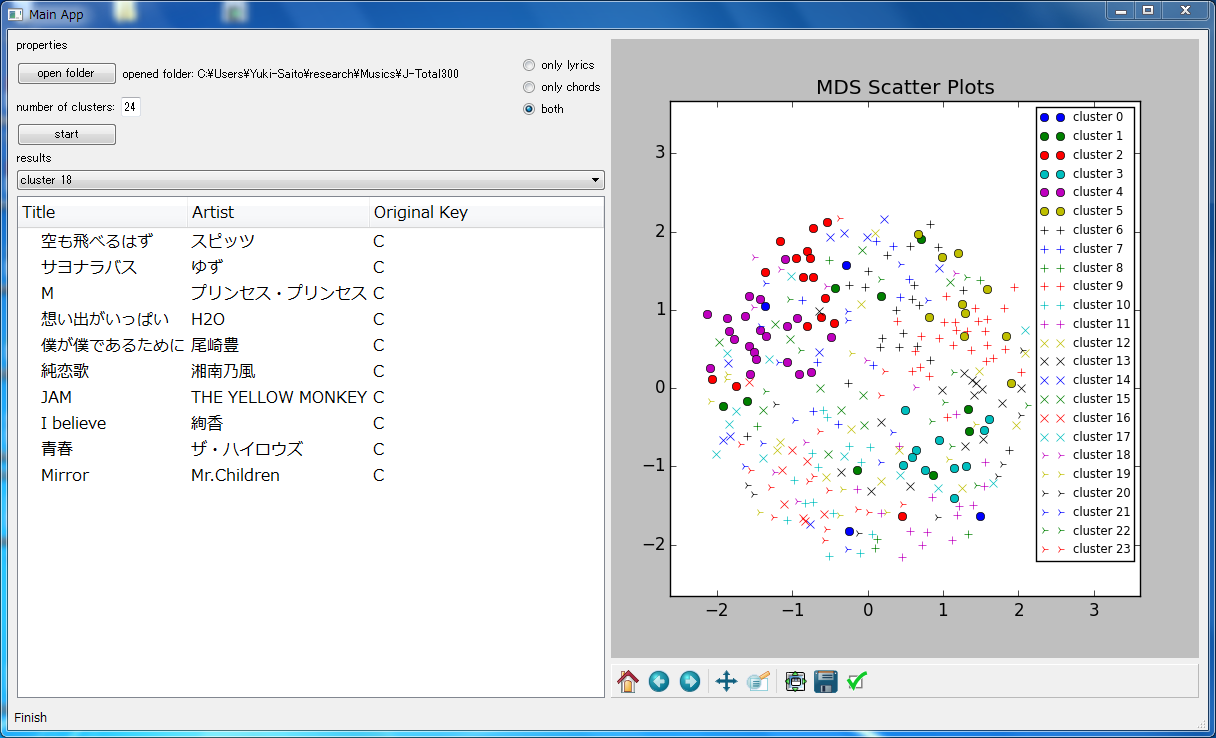 Main App
properties
open folder
opened folder: C:¥Users¥Yuki-Saito¥research¥Musics¥J-Total300
number of clusters: 24
start
only lyrics
only chords
both
results
cluster 18
Title Artist Original Key
空も飛べるはず スピッツ C
サヨナラバス ゆず C
M プリンセス・プリンセス C
想い出がいっぱい H2O C
僕が僕であるために 尾崎豊 C
純恋歌 湘南乃風 C
JAM THE YELLOW MONKEY C
I believe 絢香 C
青春 ザ・ハイロウズ C
Mirror Mr.Children C
MDS Scatter Plots
3
2
1
0
−1
−2
−2 −1 0 1 2 3
cluster 0
cluster 1
cluster 2
cluster 3
cluster 4
cluster 5
cluster 6
cluster 7
cluster 8
cluster 9
cluster 10
cluster 11
cluster 12
cluster 13
cluster 14
cluster 15
cluster 16
cluster 17
cluster 18
cluster 19
cluster 20
cluster 21
cluster 22
cluster 23
Finish